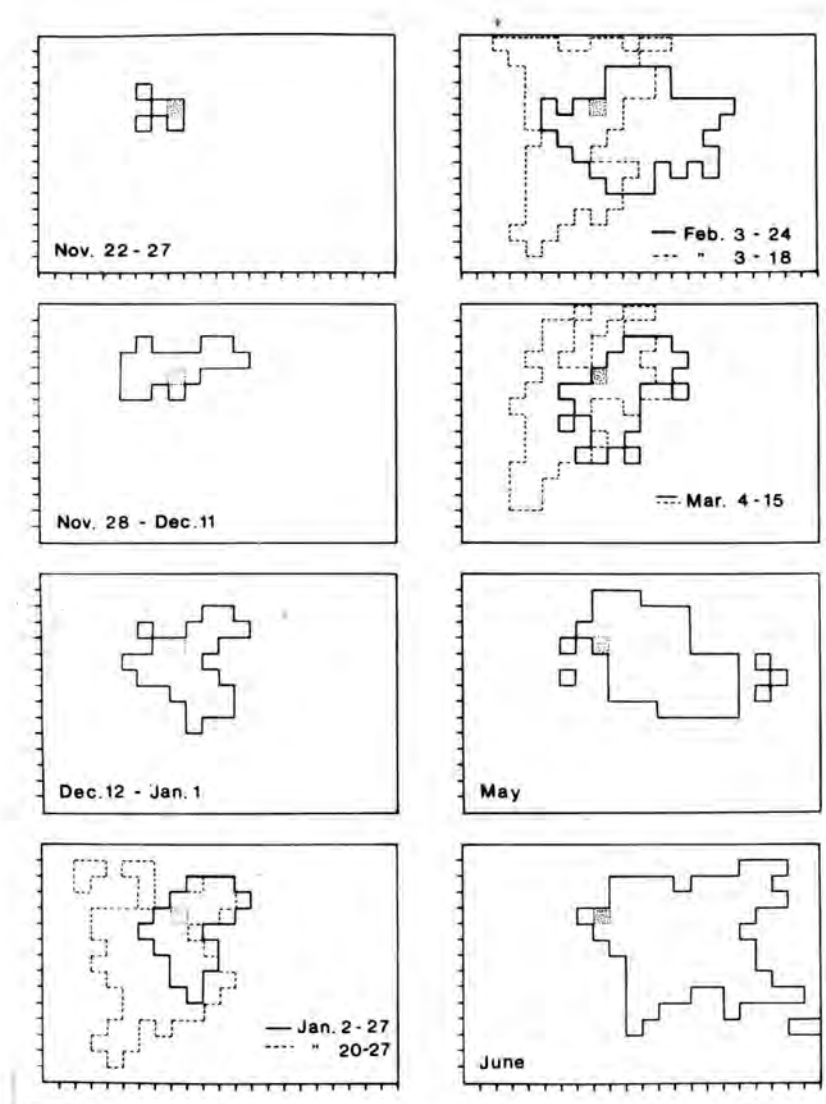 Nov. 22 - 27
Feb. 3 - 24
" 3 - 18
Nov. 28 - Dec. 11
Mar. 4 - 15
Dec. 12 - Jan. 1
May
Jan. 2 - 27
" 20-27
June